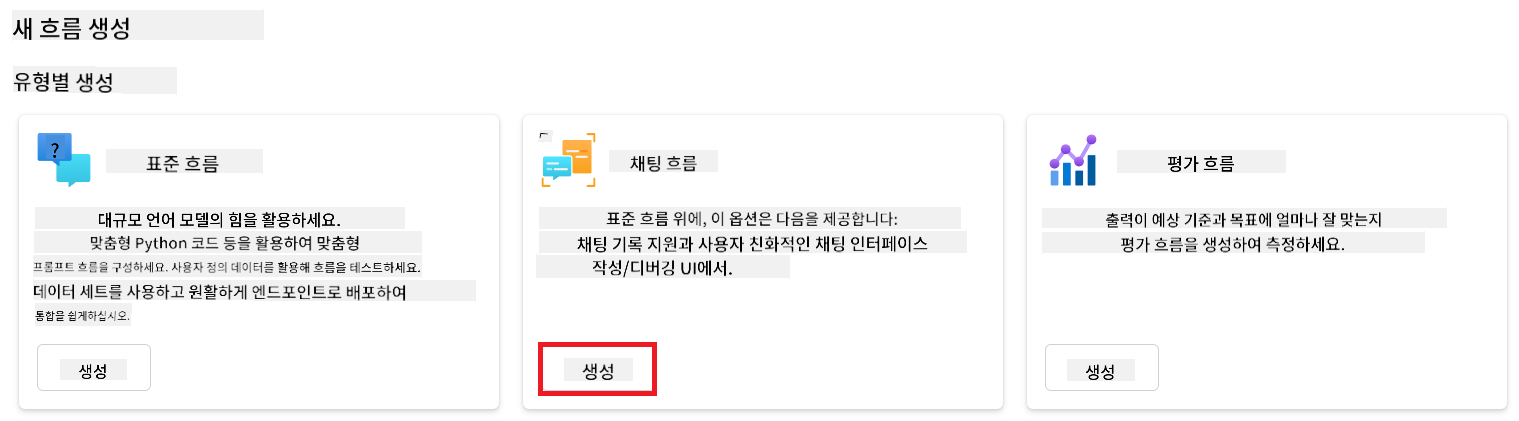 새 흐름 생성
유형별 생성
표준 흐름
대규모 언어 모델의 힘을 활용하세요.
맞춤형 Python 코드 등을 활용하여 맞춤형
프롬프트 흐름을 구성하세요. 사용자 정의 데이터를 활용해 흐름을 테스트하세요.
데이터 세트를 사용하고 원활하게 엔드포인트로 배포하여
통합을 쉽게하십시오.
생성
채팅 흐름
표준 흐름 위에, 이 옵션은 다음을 제공합니다:
채팅 기록 지원과 사용자 친화적인 채팅 인터페이스
작성/디버깅 UI에서.
생성
평가 흐름
출력이 예상 기준과 목표에 얼마나 잘 맞는지
평가 흐름을 생성하여 측정하세요.
생성